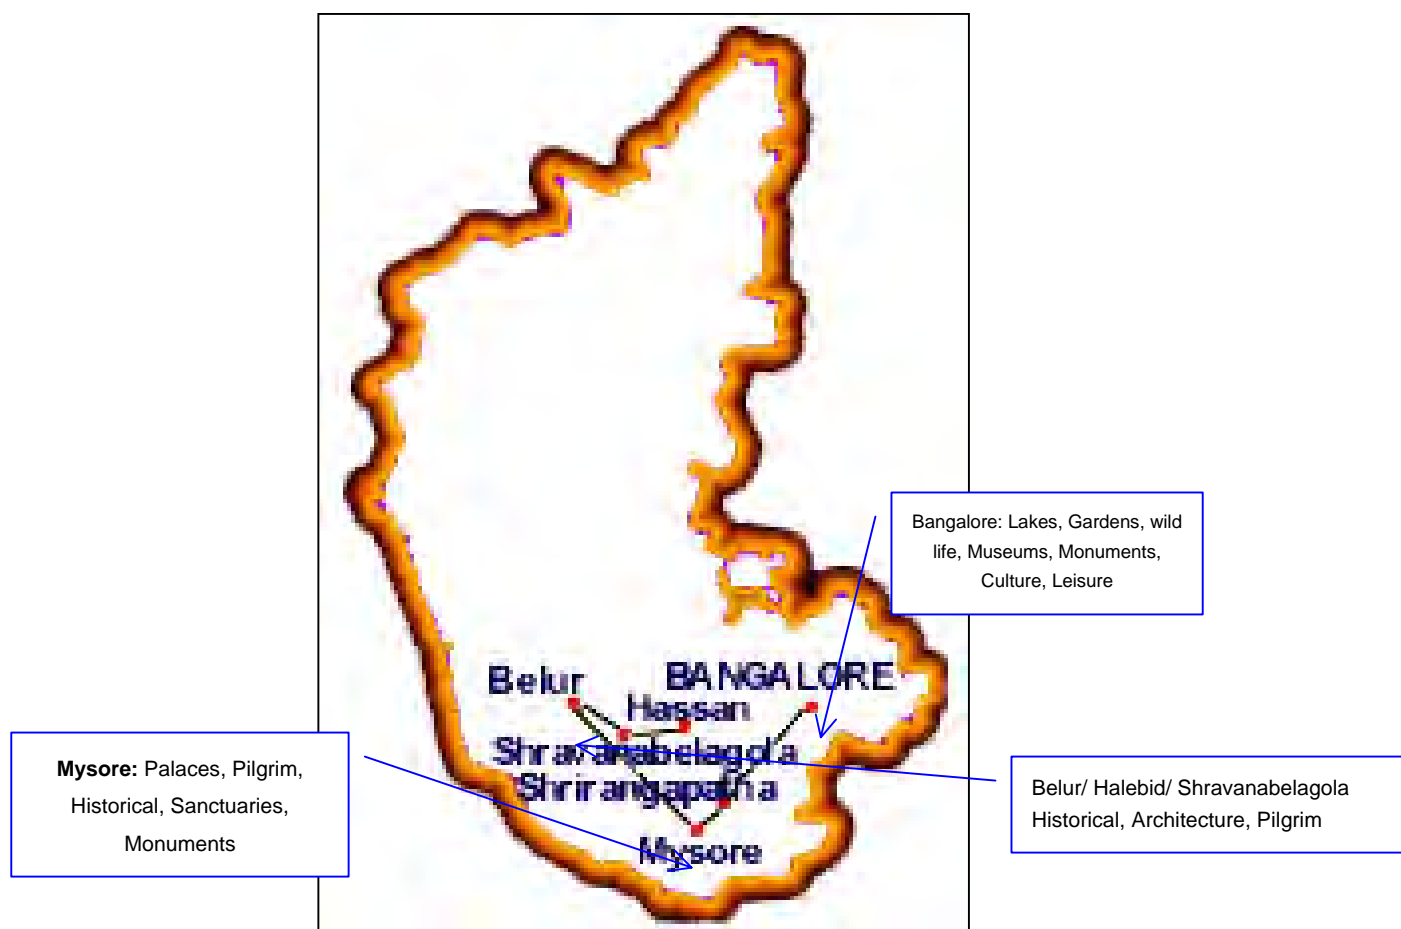 Bangalore: Lakes, Gardens, wild
life, Museums, Monuments,
Culture, Leisure
Belur
BANGALORE
Hassan
Shravanabelagola
Shrirangapatna
Mysore
Mysore: Palaces, Pilgrim,
Historical, Sanctuaries,
Monuments
Belur/ Halebid/ Shravanabelagola
Historical, Architecture, Pilgrim